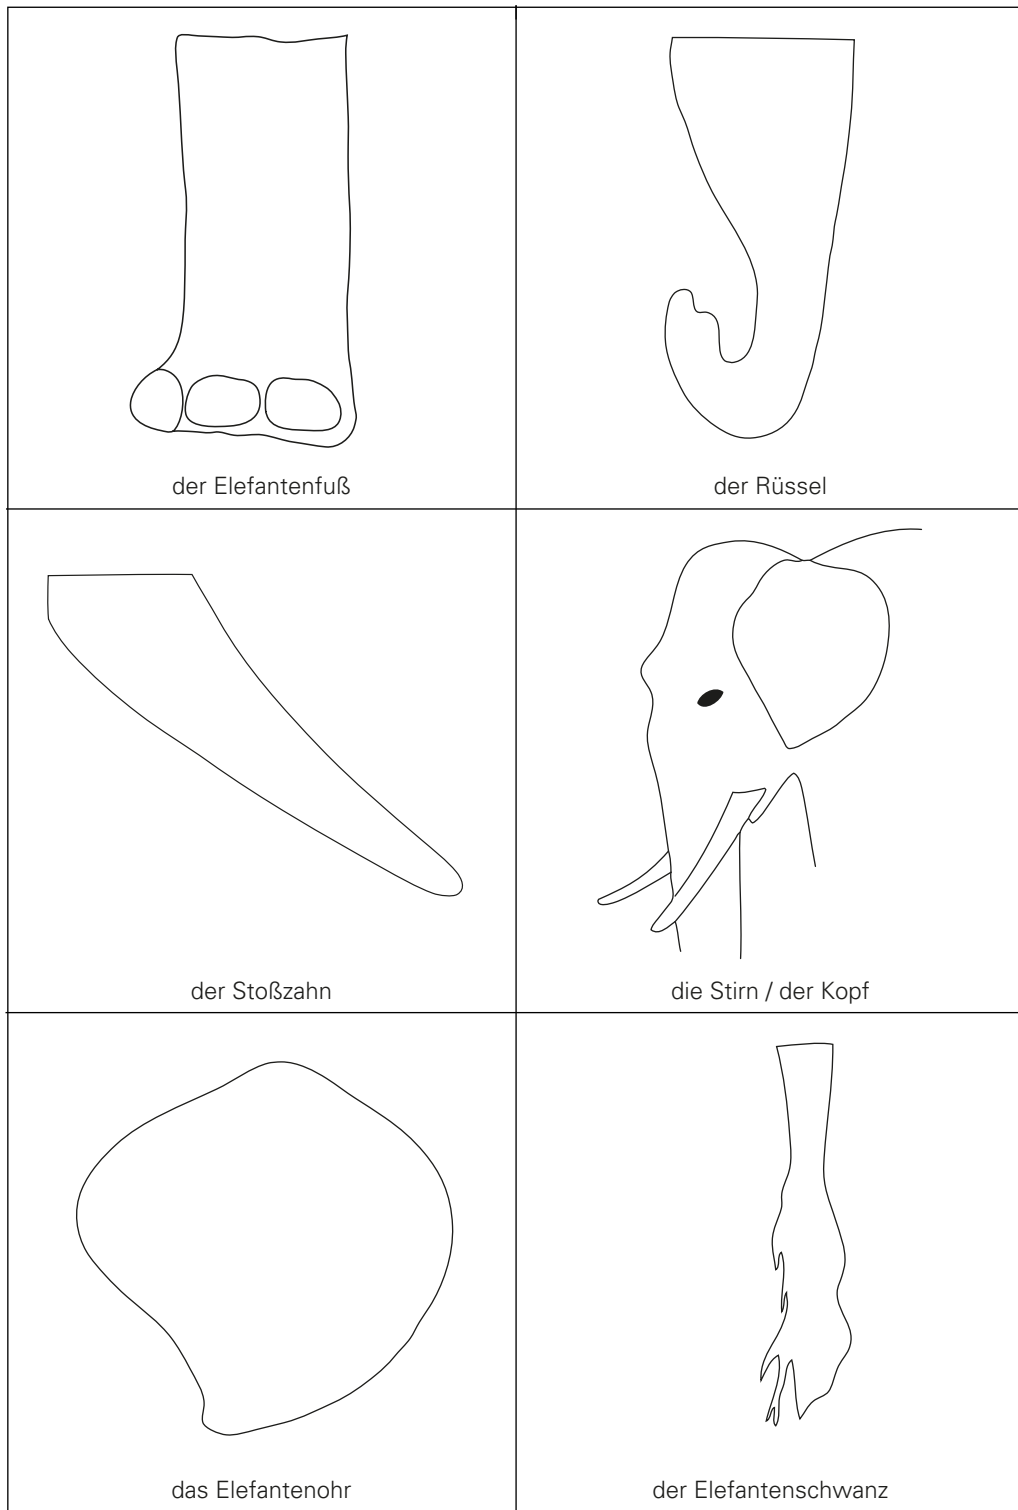 der Elefantenfuß
der Rüssel
der Stoßzahn
die Stirn / der Kopf
das Elefantenohr
der Elefantenschwanz